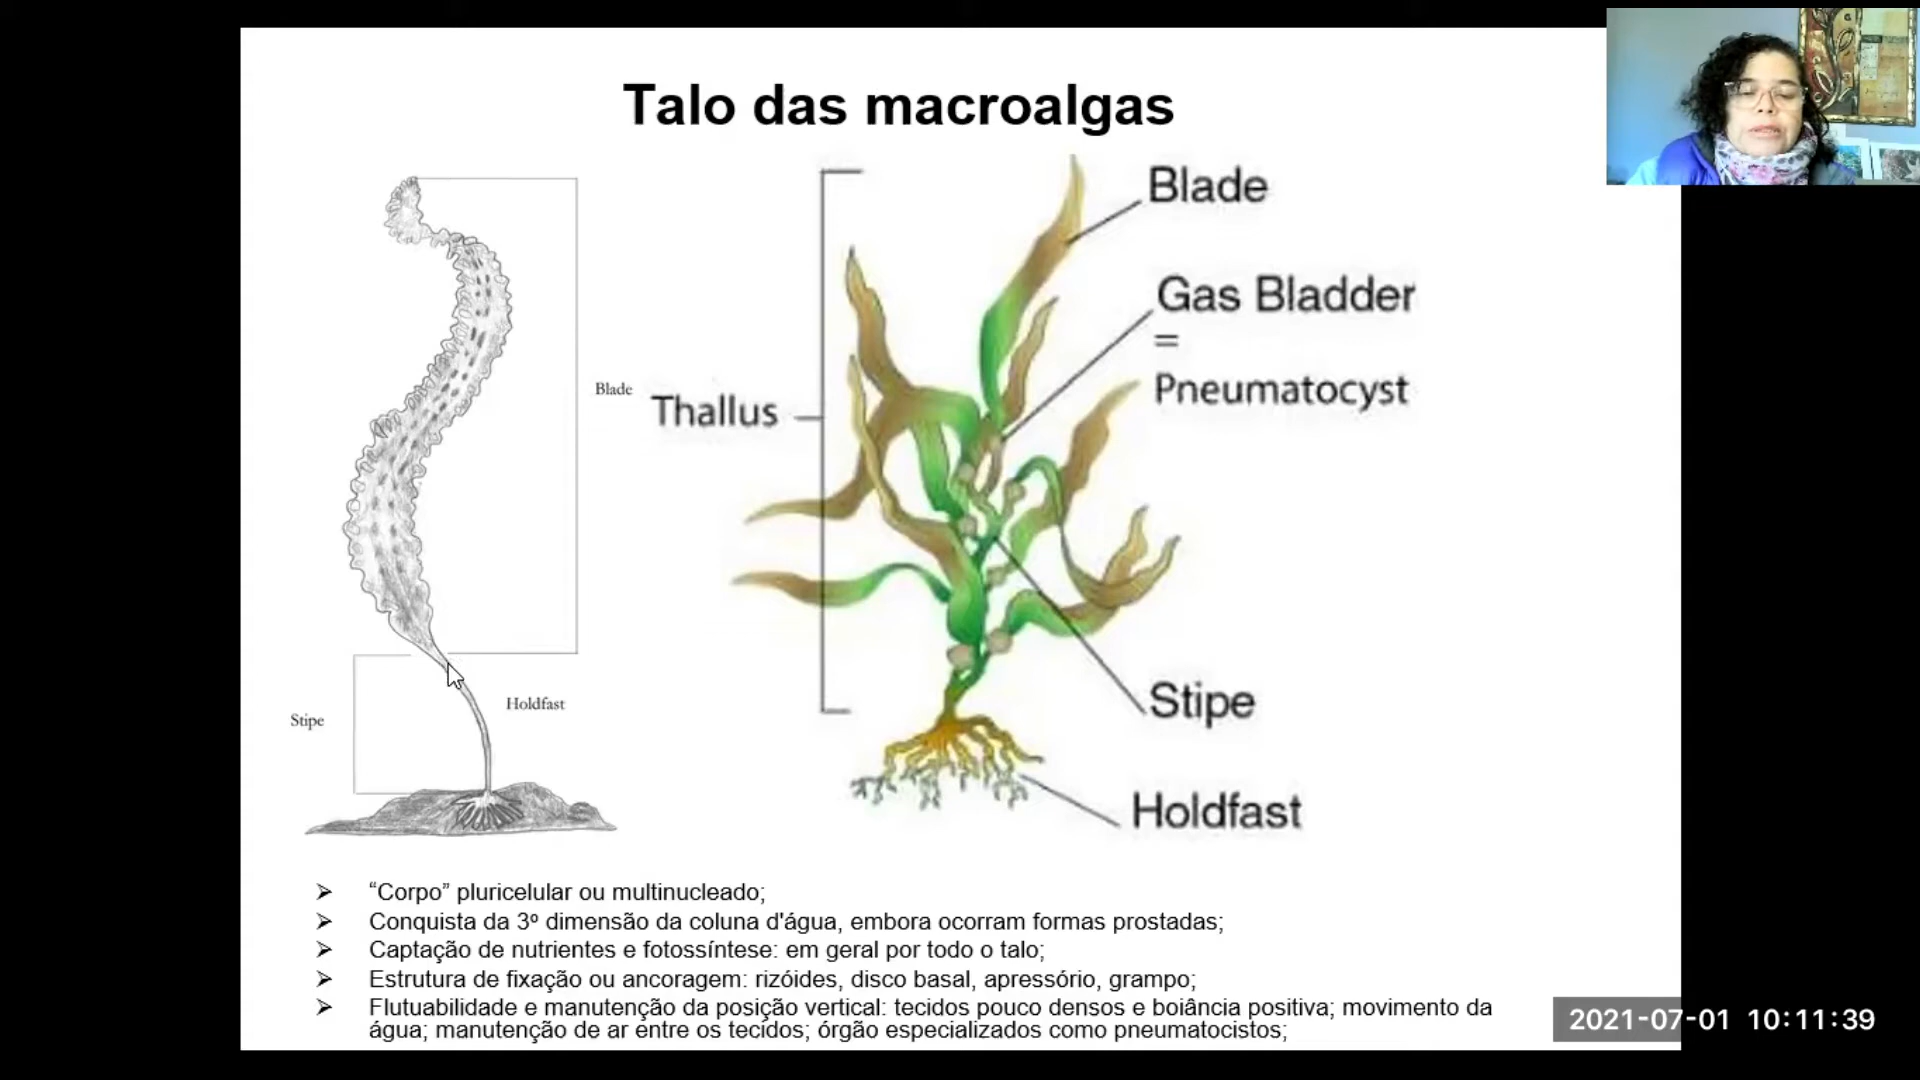 Talo das macroalgas
Blade
Stipe
Holdfast
Thallus
Blade
Gas Bladder
=
Pneumatocyst
Stipe
Holdfast
“Corpo” pluricelular ou multinucleado;
Conquista da 3º dimensão da coluna d'água, embora ocorram formas prostadas;
Captação de nutrientes e fotossíntese: em geral por todo o talo;
Estrutura de fixação ou ancoragem: rizóides, disco basal, apressório, grampo;
Flutuabilidade e manutenção da posição vertical: tecidos pouco densos e boiância positiva; movimento da
água; manutenção de ar entre os tecidos; órgão especializados como pneumatocistos;
2021-07-01 10:11:39